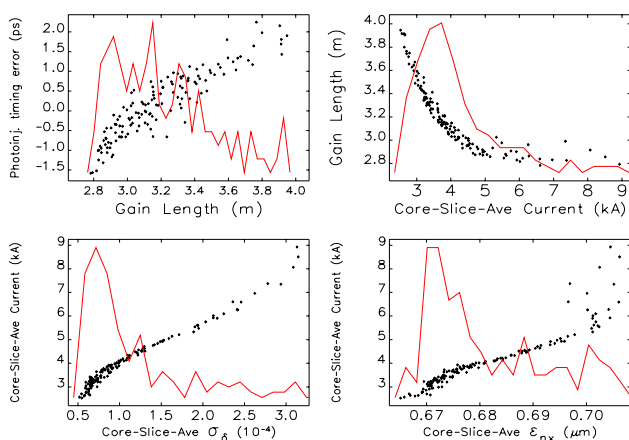 Photoinj. timing error (ps)
2.0
1.5
1.0
0.5
0.0
-0.5
-1.0
-1.5
2.8 3.0 3.2 3.4 3.6 3.8 4.0
Gain Length (m)
Gain Length (m)
4.0
3.8
3.6
3.4
3.2
3.0
2.8
3 4 5 6 7 8 9
Core-Slice-Ave Current (kA)
Core-Slice-Ave Current (kA)
9
8
7
6
5
4
3
0.5 1.0 1.5 2.0 2.5 3.0
Core-Slice-Ave σδ (10⁻⁴)
Core-Slice-Ave Current (kA)
9
8
7
6
5
4
3
0.67 0.68 0.69 0.70
Core-Slice-Ave εnx (μm)